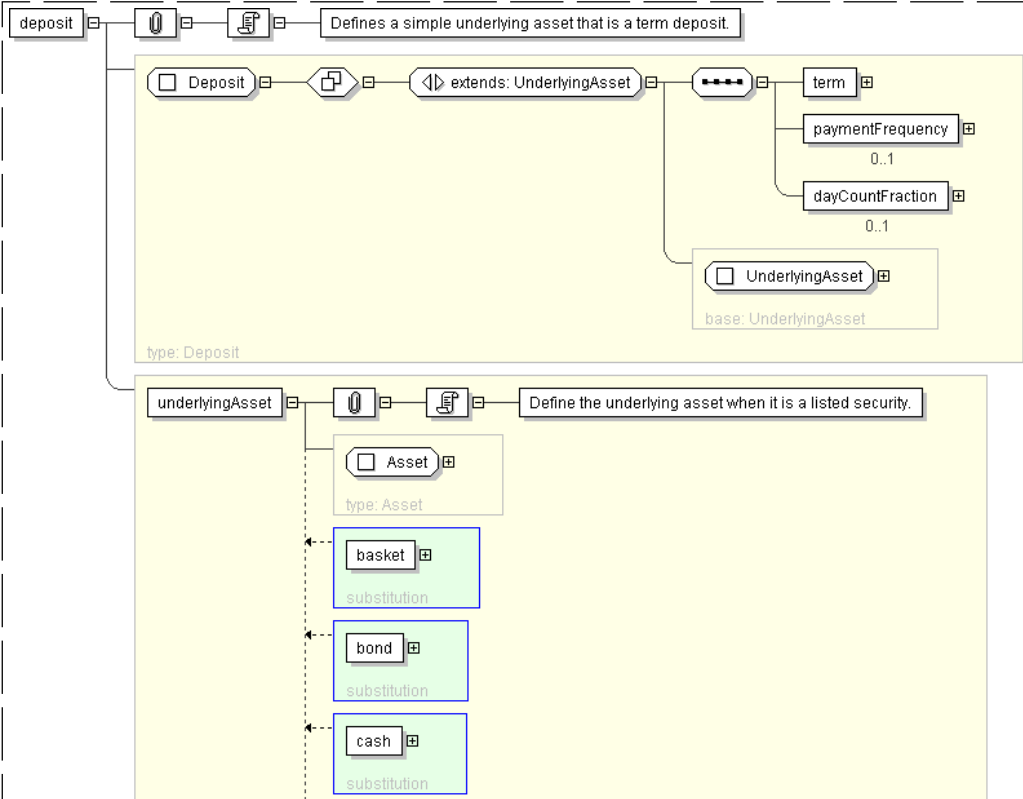 deposit
Defines a simple underlying asset that is a term deposit.
Deposit
extends: UnderlyingAsset
term
paymentFrequency
0..1
dayCountFraction
0..1
UnderlyingAsset
base: UnderlyingAsset
type: Deposit
underlyingAsset
Define the underlying asset when it is a listed security.
Asset
type: Asset
basket
substitution
bond
substitution
cash
substitution